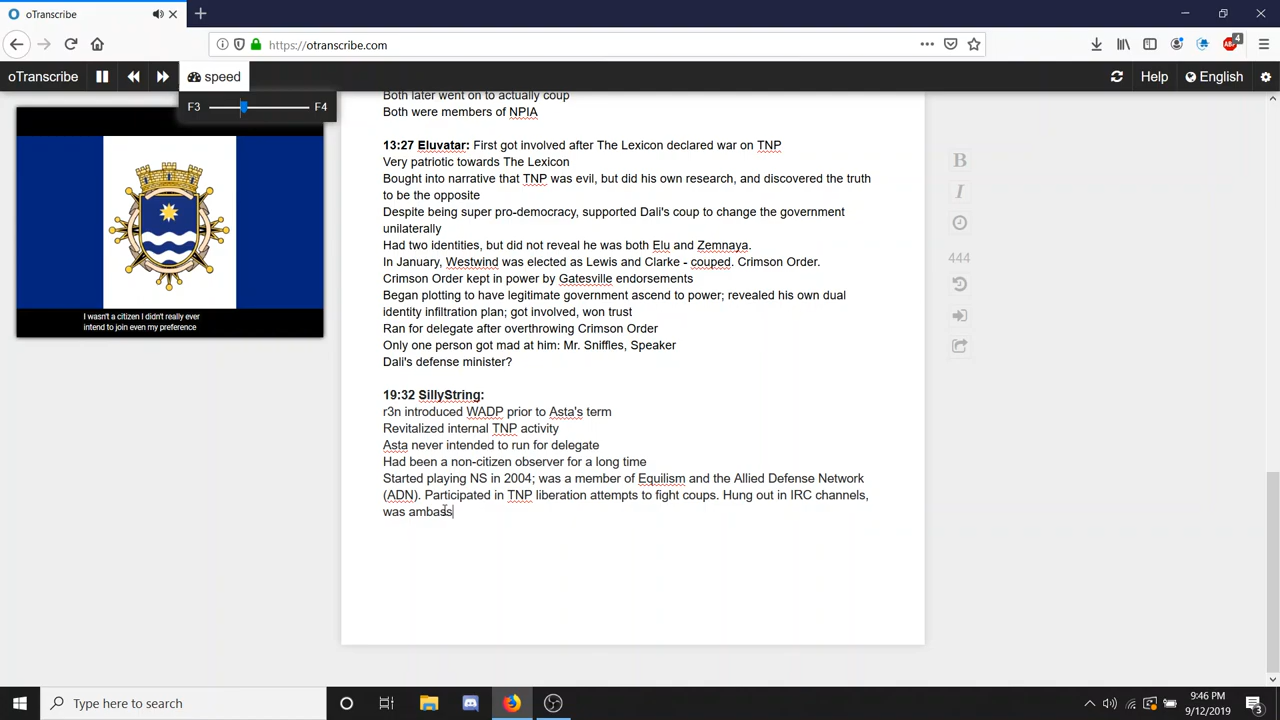 oTranscribe
https://otranscribe.com
4
oTranscribe
speed
Help
English
F3
F4
I wasn't a citizen I didn't really ever
intend to join even my preference
Both later went on to actually coup
Both were members of NPIA
13:27 Eluvatar: First got involved after The Lexicon declared war on TNP
Very patriotic towards The Lexicon
Bought into narrative that TNP was evil, but did his own research, and discovered the truth
to be the opposite
Despite being super pro-democracy, supported Dali's coup to change the government
unilaterally
Had two identities, but did not reveal he was both Elu and Zemnaya.
In January, Westwind was elected as Lewis and Clarke - couped. Crimson Order.
Crimson Order kept in power by Gatesville endorsements
Began plotting to have legitimate government ascend to power; revealed his own dual
identity infiltration plan; got involved, won trust
Ran for delegate after overthrowing Crimson Order
Only one person got mad at him: Mr. Sniffles, Speaker
Dali's defense minister?
19:32 SillyString:
r3n introduced WADP prior to Asta's term
Revitalized internal TNP activity
Asta never intended to run for delegate
Had been a non-citizen observer for a long time
Started playing NS in 2004; was a member of Equilism and the Allied Defense Network
(ADN). Participated in TNP liberation attempts to fight coups. Hung out in IRC channels,
was ambass
B
I
444
Type here to search
9:46 PM
9/12/2019
3